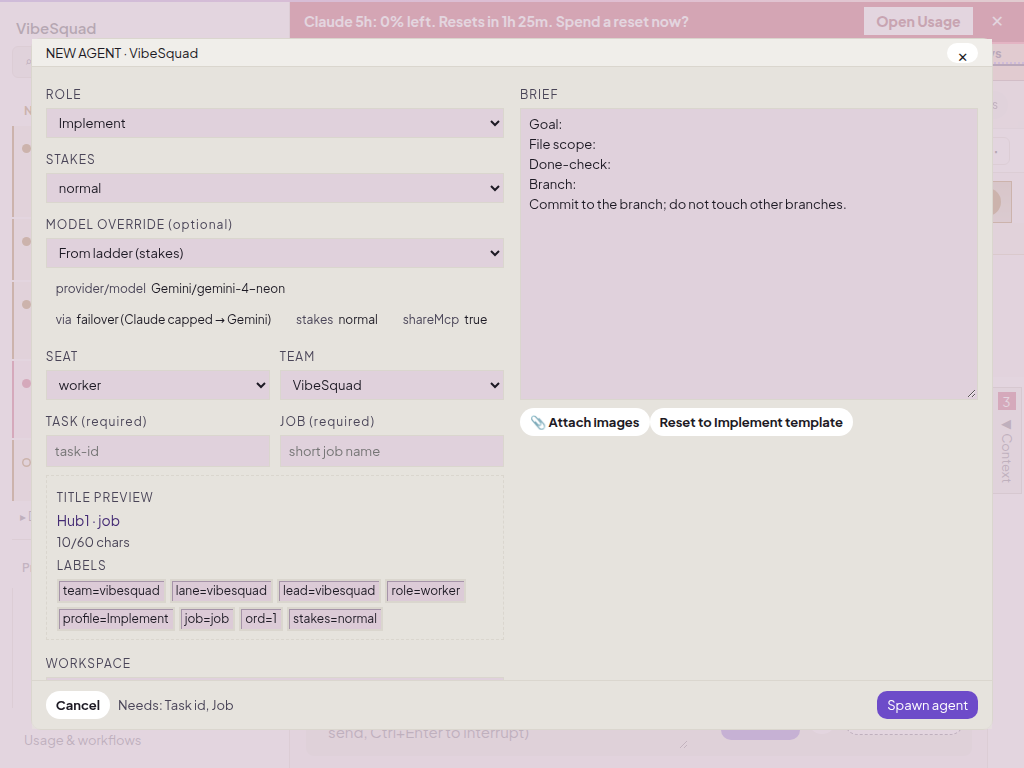 VibeSquad
Claude 5h: 0% left. Resets in 1h 25m. Spend a reset now?
Open Usage
×
NEW AGENT · VibeSquad
×
ROLE
Implement
STAKES
normal
MODEL OVERRIDE (optional)
From ladder (stakes)
provider/model Gemini/gemini-4-neon
via failover (Claude capped → Gemini) stakes normal shareMcp true
SEAT
TEAM
worker
VibeSquad
TASK (required)
JOB (required)
task-id
short job name
TITLE PREVIEW
Hub1 · job
10/60 chars
LABELS
team=vibesquad lane=vibesquad lead=vibesquad role=worker
profile=Implement job=job ord=1 stakes=normal
WORKSPACE
BRIEF
Goal:
File scope:
Done-check:
Branch:
Commit to the branch; do not touch other branches.
📎 Attach images
Reset to Implement template
Cancel
Needs: Task id, Job
Spawn agent
3
◀ Context
send, Ctrl+Enter to interrupt)
Usage & workflows